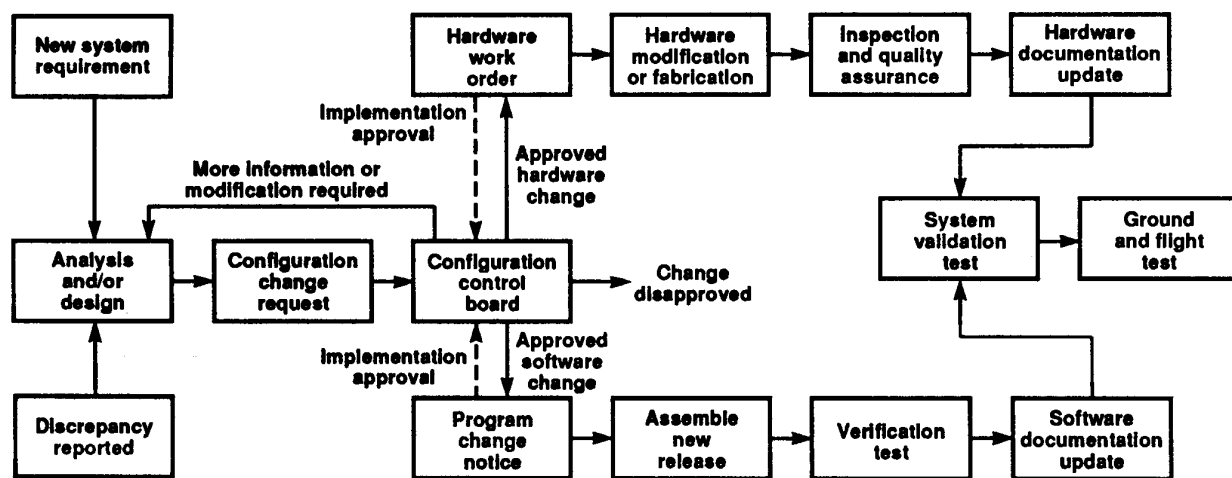 New system
requirement
Hardware
work
order
Hardware
modification
or fabrication
Inspection
and quality
assurance
Hardware
documentation
update
Implementation
approval
Approved
hardware
change
More information or
modification required
Analysis
and/or
design
Configuration
change
request
Configuration
control
board
Change
disapproved
System
validation
test
Ground
and flight
test
Implementation
approval
Approved
software
change
Discrepancy
reported
Program
change
notice
Assemble
new
release
Verification
test
Software
documentation
update